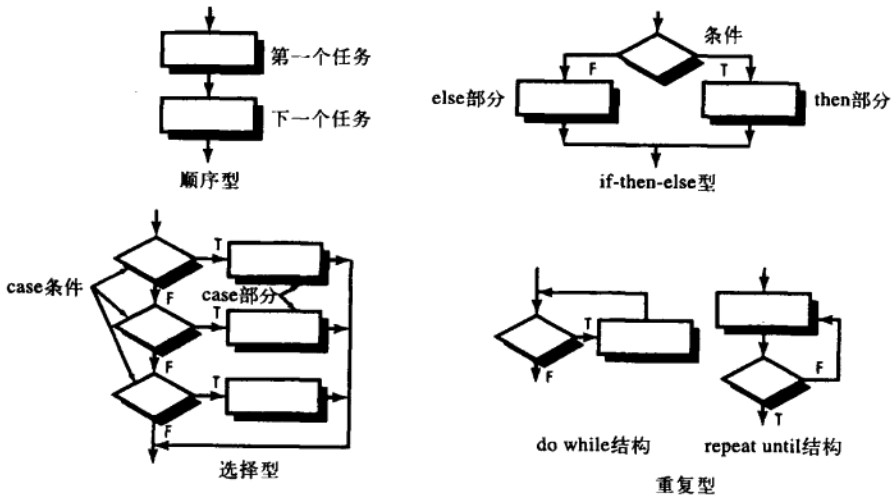 第一个任务
下一个任务
顺序型
条件
F
T
else部分
then部分
if-then-else型
T
case条件
F
case部分
T
F
T
F
选择型
T
F
do while结构
F
T
repeat until结构
重复型